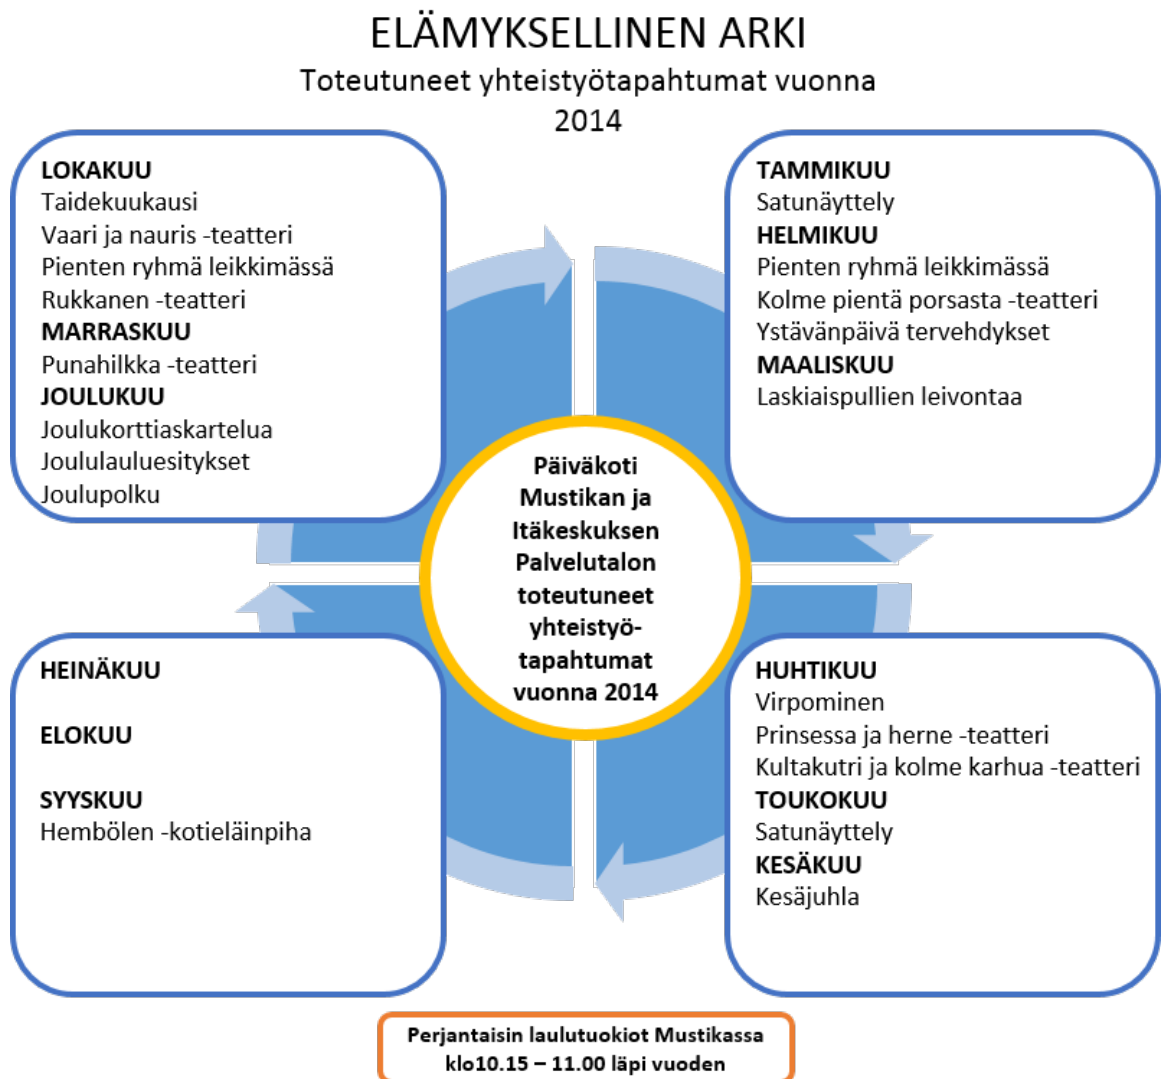 ELÄMYKSELLINEN ARKI
Toteutuneet yhteistyötapahtumat vuonna
2014
LOKAKUU
Taidekuukausi
Vaari ja nauris -teatteri
Pienten ryhmä leikkimässä
Rukkanen -teatteri
MARRASKUU
Punahilkka -teatteri
JOULUKUU
Joulukorttiaskartelua
Joululauluesitykset
Joulupolku
TAMMIKUU
Satunäyttely
HELMIKUU
Pienten ryhmä leikkimässä
Kolme pientä porsasta -teatteri
Ystävänpäivä tervehdykset
MAALISKUU
Laskiaispullien leivontaa
Päiväkoti
Mustikan ja
Itäkeskuksen
Palvelutalon
toteutuneet
yhteistyö-
tapahtumat
vuonna 2014
HEINÄKUU
ELOKUU
SYYSKUU
Hembölen -kotieläinpiha
HUHTIKUU
Virpominen
Prinsessa ja herne -teatteri
Kultakutri ja kolme karhua -teatteri
TOUKOKUU
Satunäyttely
KESÄKUU
Kesäjuhla
Perjantaisin laulutuokiot Mustikassa
klo10.15 – 11.00 läpi vuoden